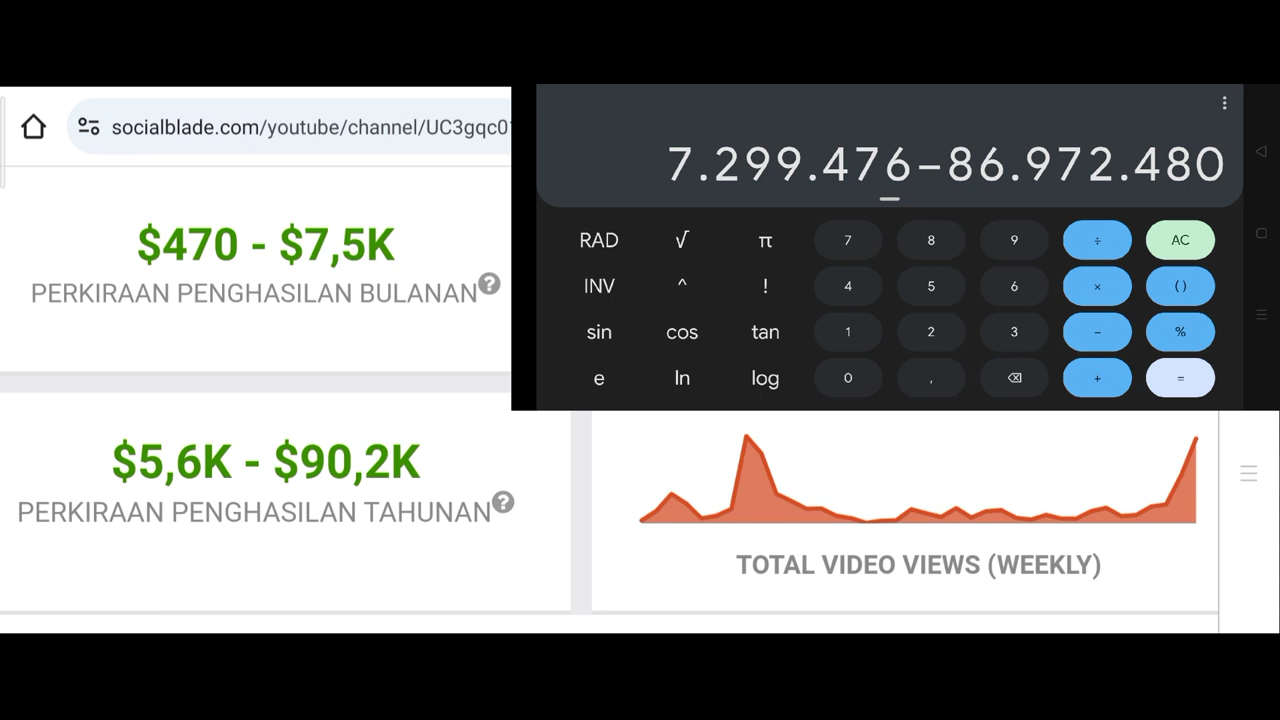 socialblade.com/youtube/channel/UC3gqc0
$470 - $7,5K
PERKIRAAN PENGHASILAN BULANAN?
$5,6K - $90,2K
PERKIRAAN PENGHASILAN TAHUNAN?
7.299.476–86.972.480
RAD √ π 7 8 9 ÷ AC
INV ^ ! 4 5 6 × ( )
sin cos tan 1 2 3 − %
e ln log 0 , + =
TOTAL VIDEO VIEWS (WEEKLY)